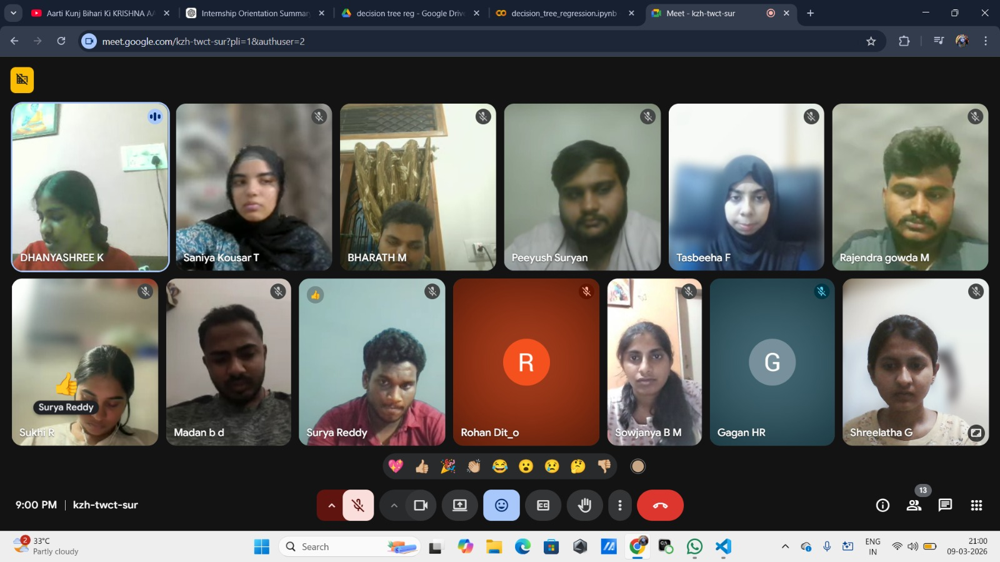 Aarti Kunj Bihari Ki KRISHNA AA
Internship Orientation Summar
decision tree reg - Google Driv
decision_tree_regression.ipynb
Meet - kzh-twct-sur
meet.google.com/kzh-twct-sur?pli=1&authuser=2
DHANYASHREE K
Saniya Kousar T
BHARATH M
Peeyush Suryan
Tasbeeha F
Rajendra gowda M
Surya Reddy
Sukhi R
Madan b d
Surya Reddy
R
Rohan Dit_o
Sowjanya B M
G
Gagan HR
Shreelatha G
9:00 PM | kzh-twct-sur
13
2
33°C
Partly cloudy
Search
ENG
IN
21:00
09-03-2026